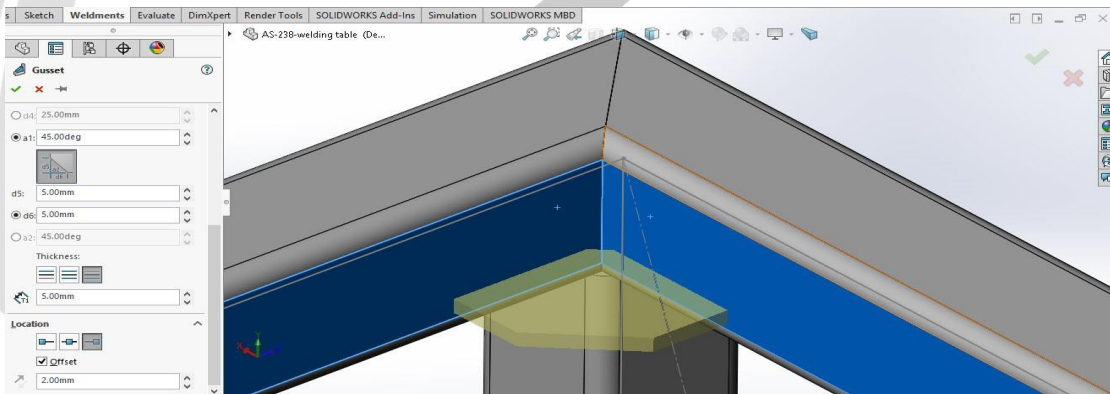 s Sketch Weldments Evaluate DimXpert Render Tools SOLIDWORKS Add-Ins Simulation SOLIDWORKS MBD
AS-238-welding table (De...
Gusset
d4: 25.00mm
a1: 45.00deg
d5: 5.00mm
d6: 5.00mm
a2: 45.00deg
Thickness:
5.00mm
Location
Offset
2.00mm